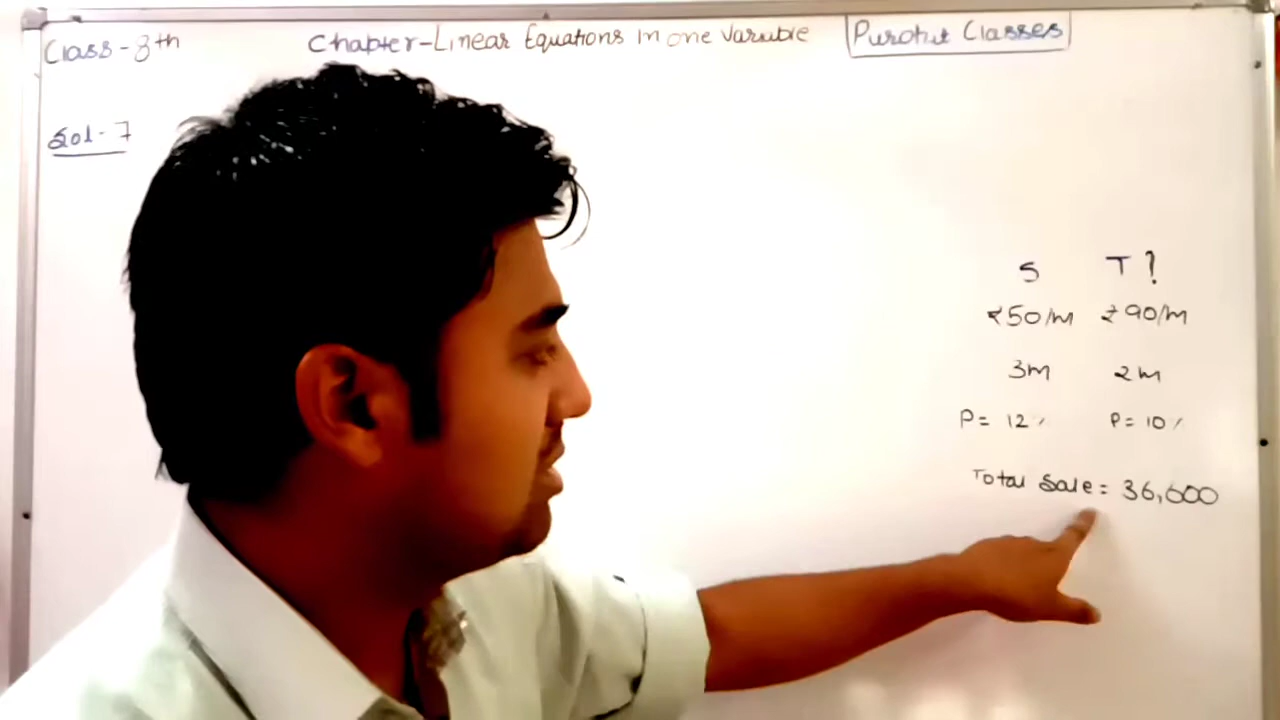 Class-8th Chapter-Linear Equations in one Variable Purohit Classes
Sol-7
S T?
₹50/m ₹90/m
3m 2m
P= 12% P= 10%
Total Sale= 36,600